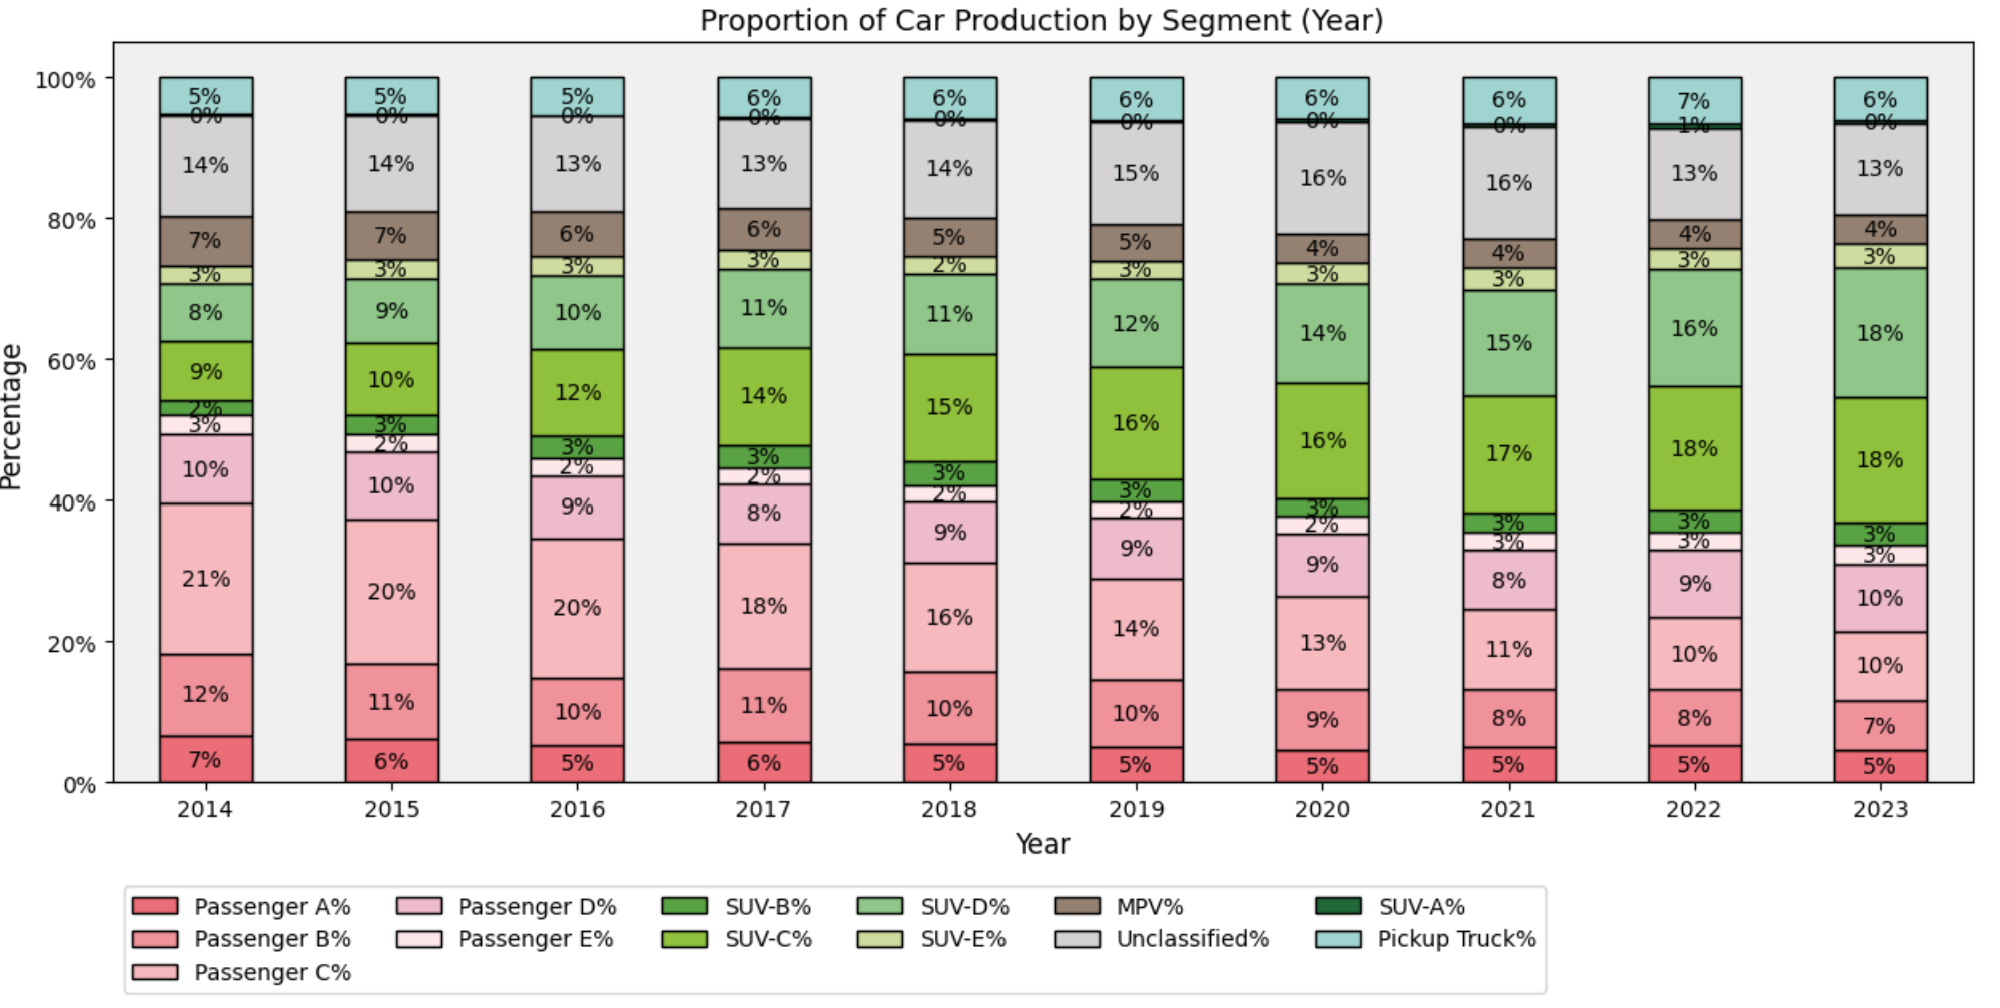 Proportion of Car Production by Segment (Year)
Percentage
100%
80%
60%
40%
20%
0%
5% 5% 5% 6% 6% 6% 6% 6% 7% 6%
0% 0% 0% 0% 0% 0% 0% 0% 1% 0%
14% 14% 13% 13% 14% 15% 16% 16% 13% 13%
7% 7% 6% 6% 5% 5% 4% 4% 4% 4%
3% 3% 3% 3% 2% 3% 3% 3% 3% 3%
8% 9% 10% 11% 11% 12% 14% 15% 16% 18%
9% 10% 12% 14% 15% 16% 16% 17% 18% 18%
2% 3% 3% 3% 3% 3% 3% 3% 3% 3%
3% 2% 2% 2% 2% 2% 2% 3% 3% 3%
10% 10% 9% 8% 9% 9% 9% 8% 9% 10%
21% 20% 20% 18% 16% 14% 13% 11% 10% 10%
12% 11% 10% 11% 10% 10% 9% 8% 8% 7%
7% 6% 5% 6% 5% 5% 5% 5% 5% 5%
2014 2015 2016 2017 2018 2019 2020 2021 2022 2023
Year
Passenger A% Passenger D% SUV-B% SUV-D% MPV% SUV-A%
Passenger B% Passenger E% SUV-C% SUV-E% Unclassified% Pickup Truck%
Passenger C%